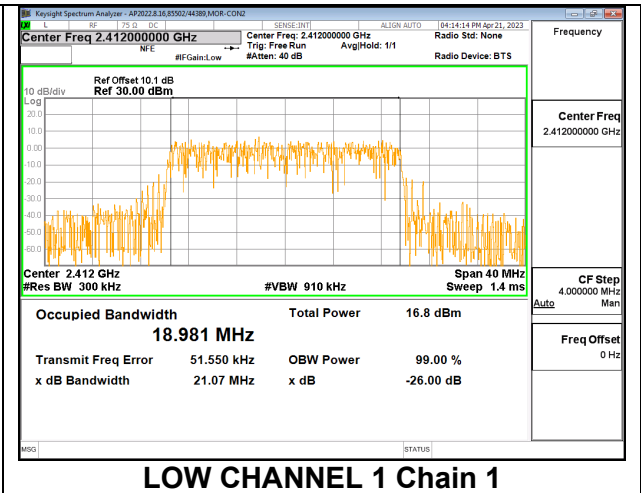 Keysight Spectrum Analyzer - AP2022.8.16,85502/44389,MOR-CON2
L RF 75 Ω DC SENSE:INT ALIGN AUTO 04:14:14 PM Apr 21, 2023
Center Freq 2.412000000 GHz Center Freq: 2.412000000 GHz Radio Std: None Frequency
NFE Trig: Free Run Avg|Hold: 1/1
#IFGain:Low #Atten: 40 dB Radio Device: BTS
Ref Offset 10.1 dB
10 dB/div Ref 30.00 dBm
Log
20.0
10.0
0.00
-10.0
-20.0
-30.0
-40.0
-50.0
-60.0
Center 2.412 GHz Span 40 MHz
#Res BW 300 kHz #VBW 910 kHz Sweep 1.4 ms
Occupied Bandwidth Total Power 16.8 dBm
18.981 MHz
Transmit Freq Error 51.550 kHz OBW Power 99.00 %
x dB Bandwidth 21.07 MHz x dB -26.00 dB
Center Freq
2.412000000 GHz
CF Step
4.000000 MHz
Auto Man
Freq Offset
0 Hz
MSG STATUS
LOW CHANNEL 1 Chain 1